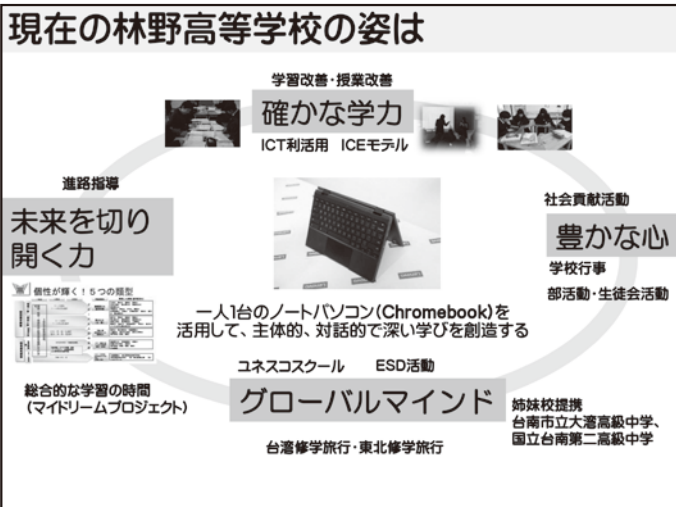 現在の林野高等学校の姿は
学習改善・授業改善
確かな学力
ICT利活用 ICEモデル
進路指導
未来を切り
開く力
社会貢献活動
豊かな心
学校行事
部活動・生徒会活動
個性が輝く！５つの類型
一人1台のノートパソコン(Chromebook)を
活用して、主体的、対話的で深い学びを創造する
ユネスコスクール ESD活動
グローバルマインド
総合的な学習の時間
(マイドリームプロジェクト)
姉妹校提携
台南市立大湾高級中学、
国立台南第二高級中学
台湾修学旅行・東北修学旅行